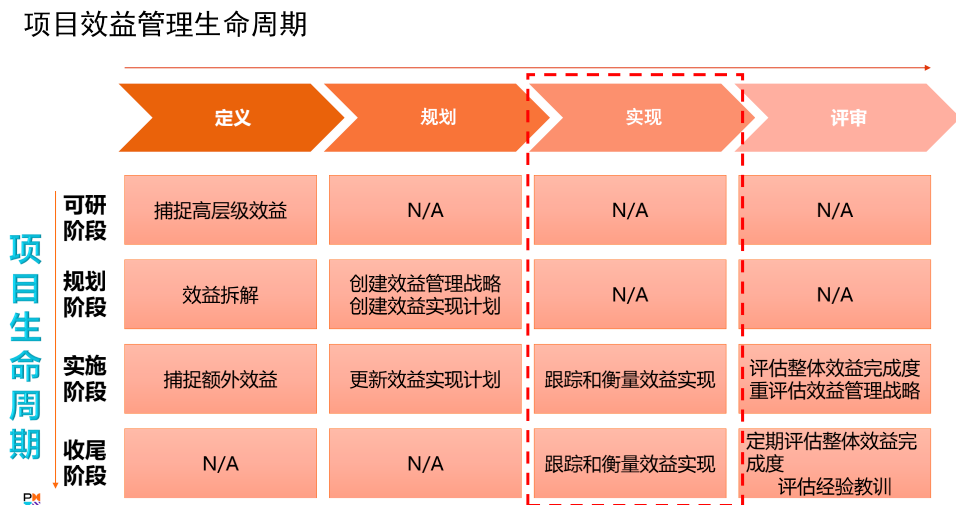 项目效益管理生命周期
定义
规划
实现
评审
项目生命周期
可研
阶段
捕捉高层级效益
N/A
N/A
N/A
规划
阶段
效益拆解
创建效益管理战略
创建效益实现计划
N/A
N/A
实施
阶段
捕捉额外效益
更新效益实现计划
跟踪和衡量效益实现
评估整体效益完成度
重评估效益管理战略
收尾
阶段
N/A
N/A
跟踪和衡量效益实现
定期评估整体效益完
成度
评估经验教训